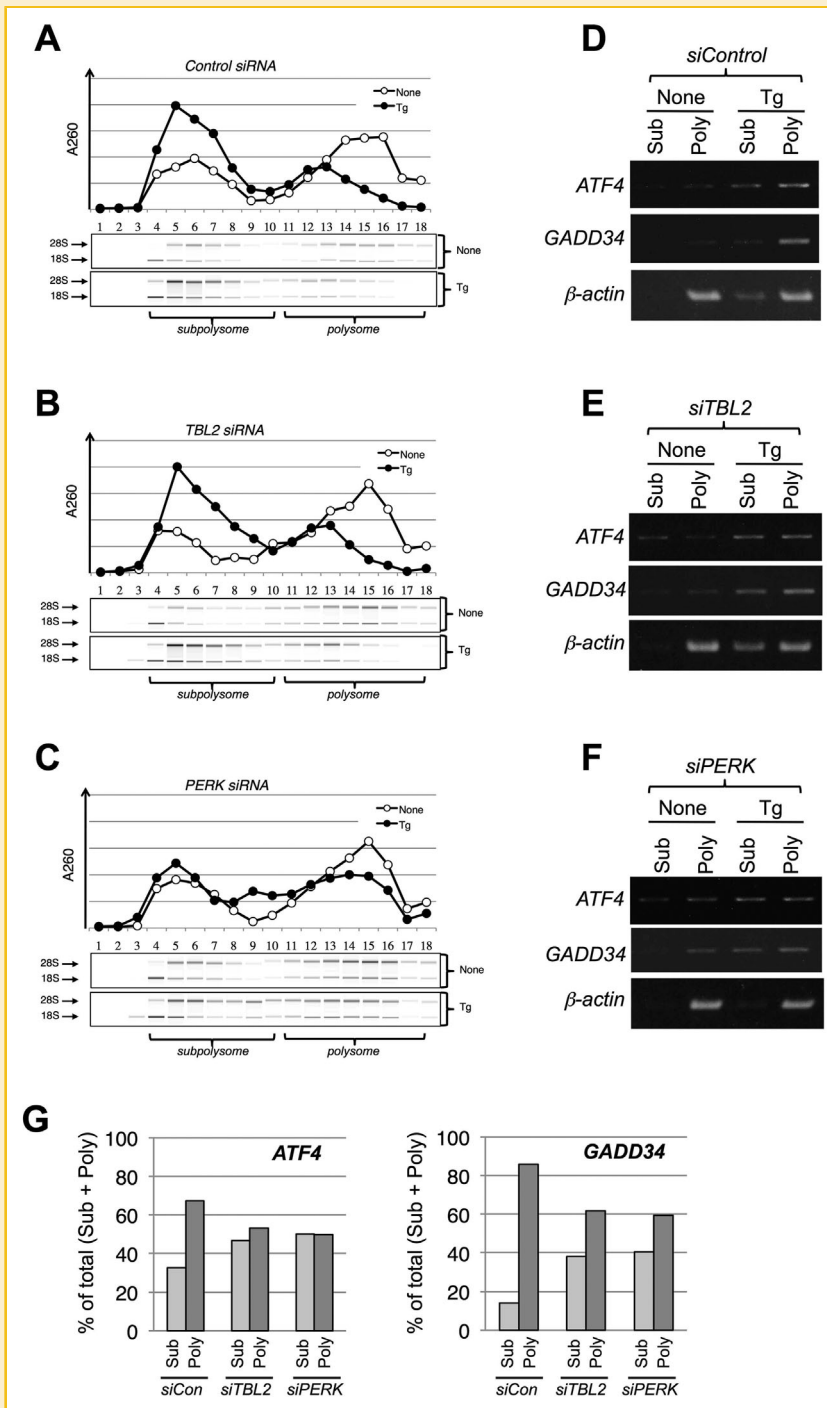 A
Control siRNA
None
Tg
A260
1 2 3 4 5 6 7 8 9 10 11 12 13 14 15 16 17 18
28S
18S
None
28S
18S
Tg
subpolysome polysome
D
siControl
None Tg
Sub Poly Sub Poly
ATF4
GADD34
β-actin
B
TBL2 siRNA
None
Tg
A260
1 2 3 4 5 6 7 8 9 10 11 12 13 14 15 16 17 18
28S
18S
None
28S
18S
Tg
subpolysome polysome
E
siTBL2
None Tg
Sub Poly Sub Poly
ATF4
GADD34
β-actin
C
PERK siRNA
None
Tg
A260
1 2 3 4 5 6 7 8 9 10 11 12 13 14 15 16 17 18
28S
18S
None
28S
18S
Tg
subpolysome polysome
F
siPERK
None Tg
Sub Poly Sub Poly
ATF4
GADD34
β-actin
G
ATF4
% of total (Sub + Poly)
100
80
60
40
20
0
Sub Poly Sub Poly Sub Poly
siCon siTBL2 siPERK
GADD34
% of total (Sub + Poly)
100
80
60
40
20
0
Sub Poly Sub Poly Sub Poly
siCon siTBL2 siPERK